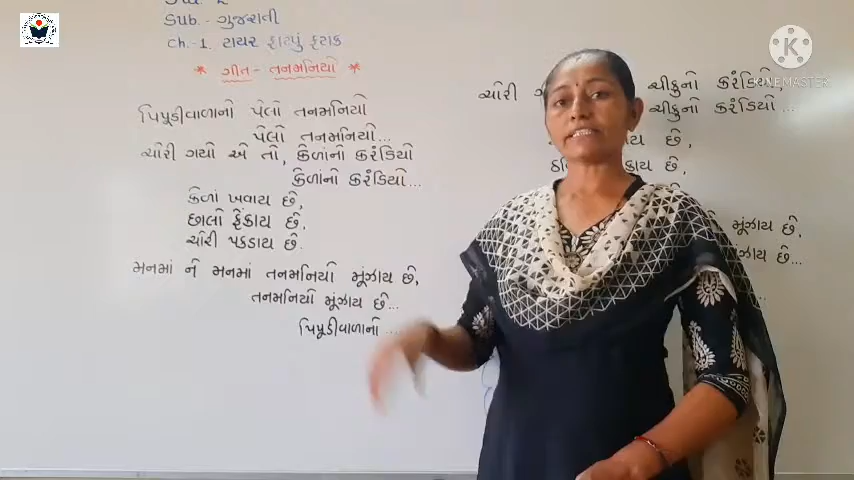 Sub. - ગુજરાતી
Ch.-1. ટાયર ફાટ્યું ફટાક
* ગીત - તનમનિયો *
પિપૂડીવાળાનો પેલો તનમનિયો
પેલો તનમનિયો...
ચોરી ગયો એ તો, કેળાંનો કરંડિયો
કેળાંનો કરંડિયો...
કેળાં ખવાય છે,
છાલો ફેંકાય છે,
ચોરી પકડાય છે.
મનમાં ને મનમાં તનમનિયો મૂંઝાય છે,
તનમનિયો મૂંઝાય છે...
પિપૂડીવાળાનો ...
ચોરી ચીકુનો કરંડિયો,
ચીકુનો કરંડિયો...
છે,
છે,
મૂંઝાય છે,
મૂંઝાય છે...
KINEMASTER